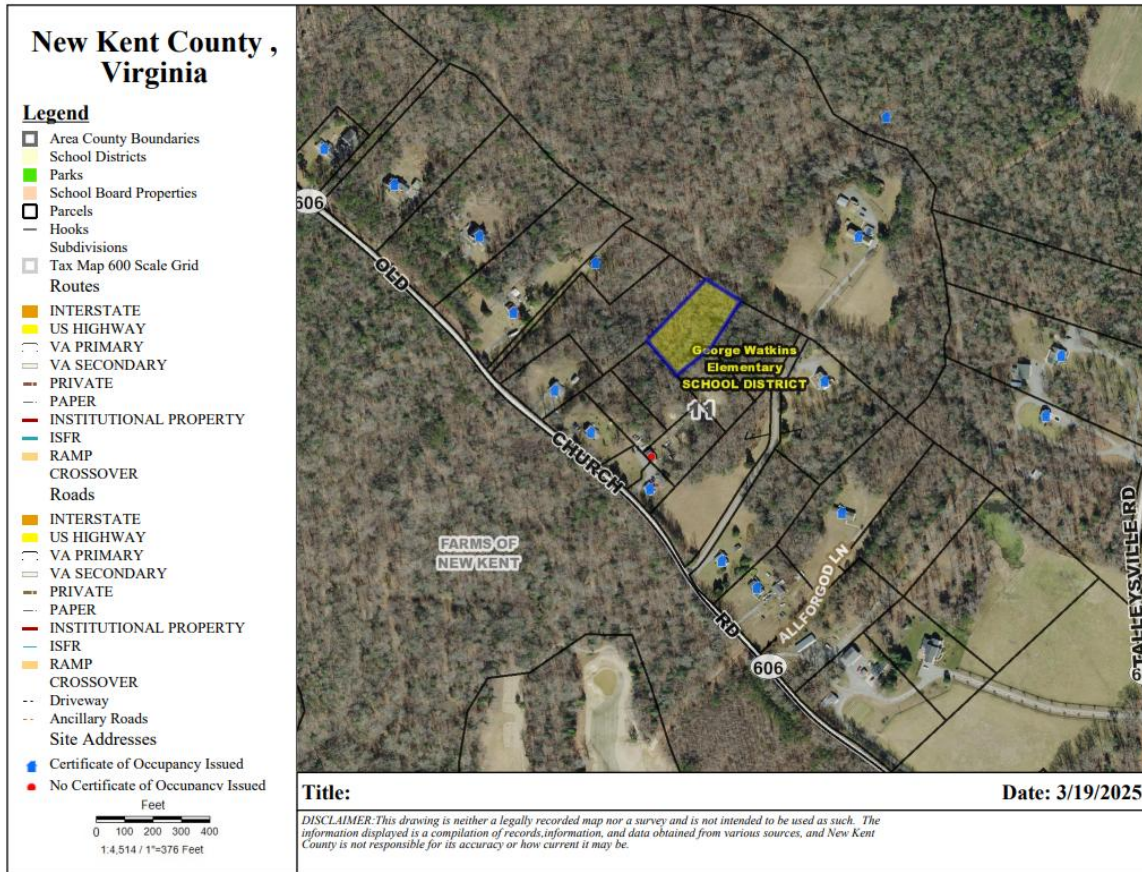 New Kent County ,
Virginia
Legend
Area County Boundaries
School Districts
Parks
School Board Properties
Parcels
Hooks
Subdivisions
Tax Map 600 Scale Grid
Routes
INTERSTATE
US HIGHWAY
VA PRIMARY
VA SECONDARY
PRIVATE
PAPER
INSTITUTIONAL PROPERTY
ISFR
RAMP
CROSSOVER
Roads
INTERSTATE
US HIGHWAY
VA PRIMARY
VA SECONDARY
PRIVATE
PAPER
INSTITUTIONAL PROPERTY
ISFR
RAMP
CROSSOVER
Driveway
Ancillary Roads
Site Addresses
Certificate of Occupancy Issued
No Certificate of Occupancy Issued
Feet
0 100 200 300 400
1:4,514 / 1"=376 Feet
606
OLD
CHURCH
RD
606
George Watkins
Elementary
SCHOOL DISTRICT
11
FARMS OF
NEW KENT
ALLFORGOD LN
STALLEYSVILLE RD
6
Title:
Date: 3/19/2025
DISCLAIMER:This drawing is neither a legally recorded map nor a survey and is not intended to be used as such. The
information displayed is a compilation of records,information, and data obtained from various sources, and New Kent
County is not responsible for its accuracy or how current it may be.